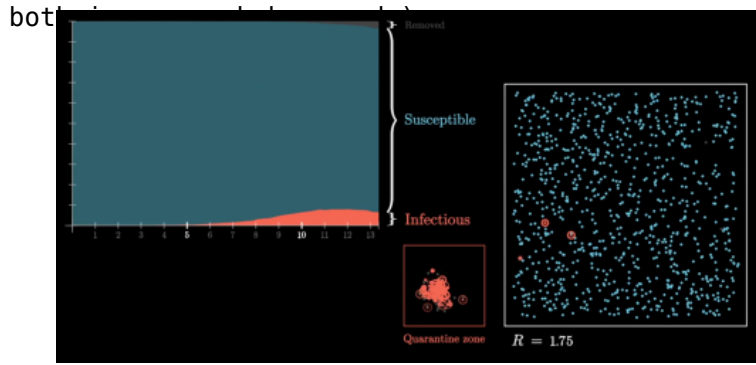 both
Removed
Susceptible
Infectious
1 2 3 4 5 6 7 8 9 10 11 12 13
Quarantine zone
R = 1.75